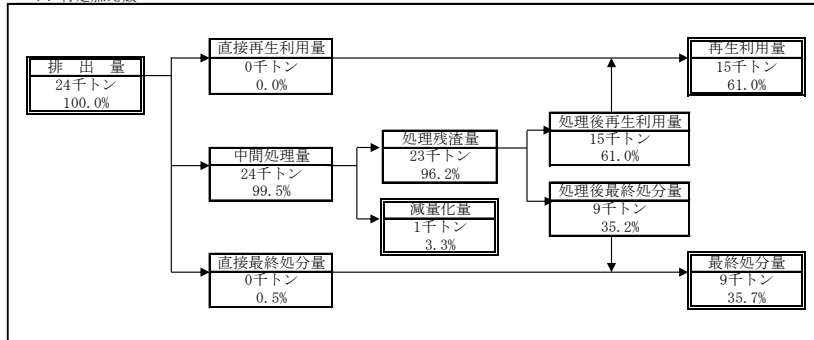 直接再生利用量
0千トン
0.0%
再生利用量
15千トン
61.0%
排 出 量
24千トン
100.0%
処理後再生利用量
15千トン
61.0%
中間処理量
24千トン
99.5%
処理残渣量
23千トン
96.2%
処理後最終処分量
9千トン
35.2%
減量化量
1千トン
3.3%
直接最終処分量
0千トン
0.5%
最終処分量
9千トン
35.7%